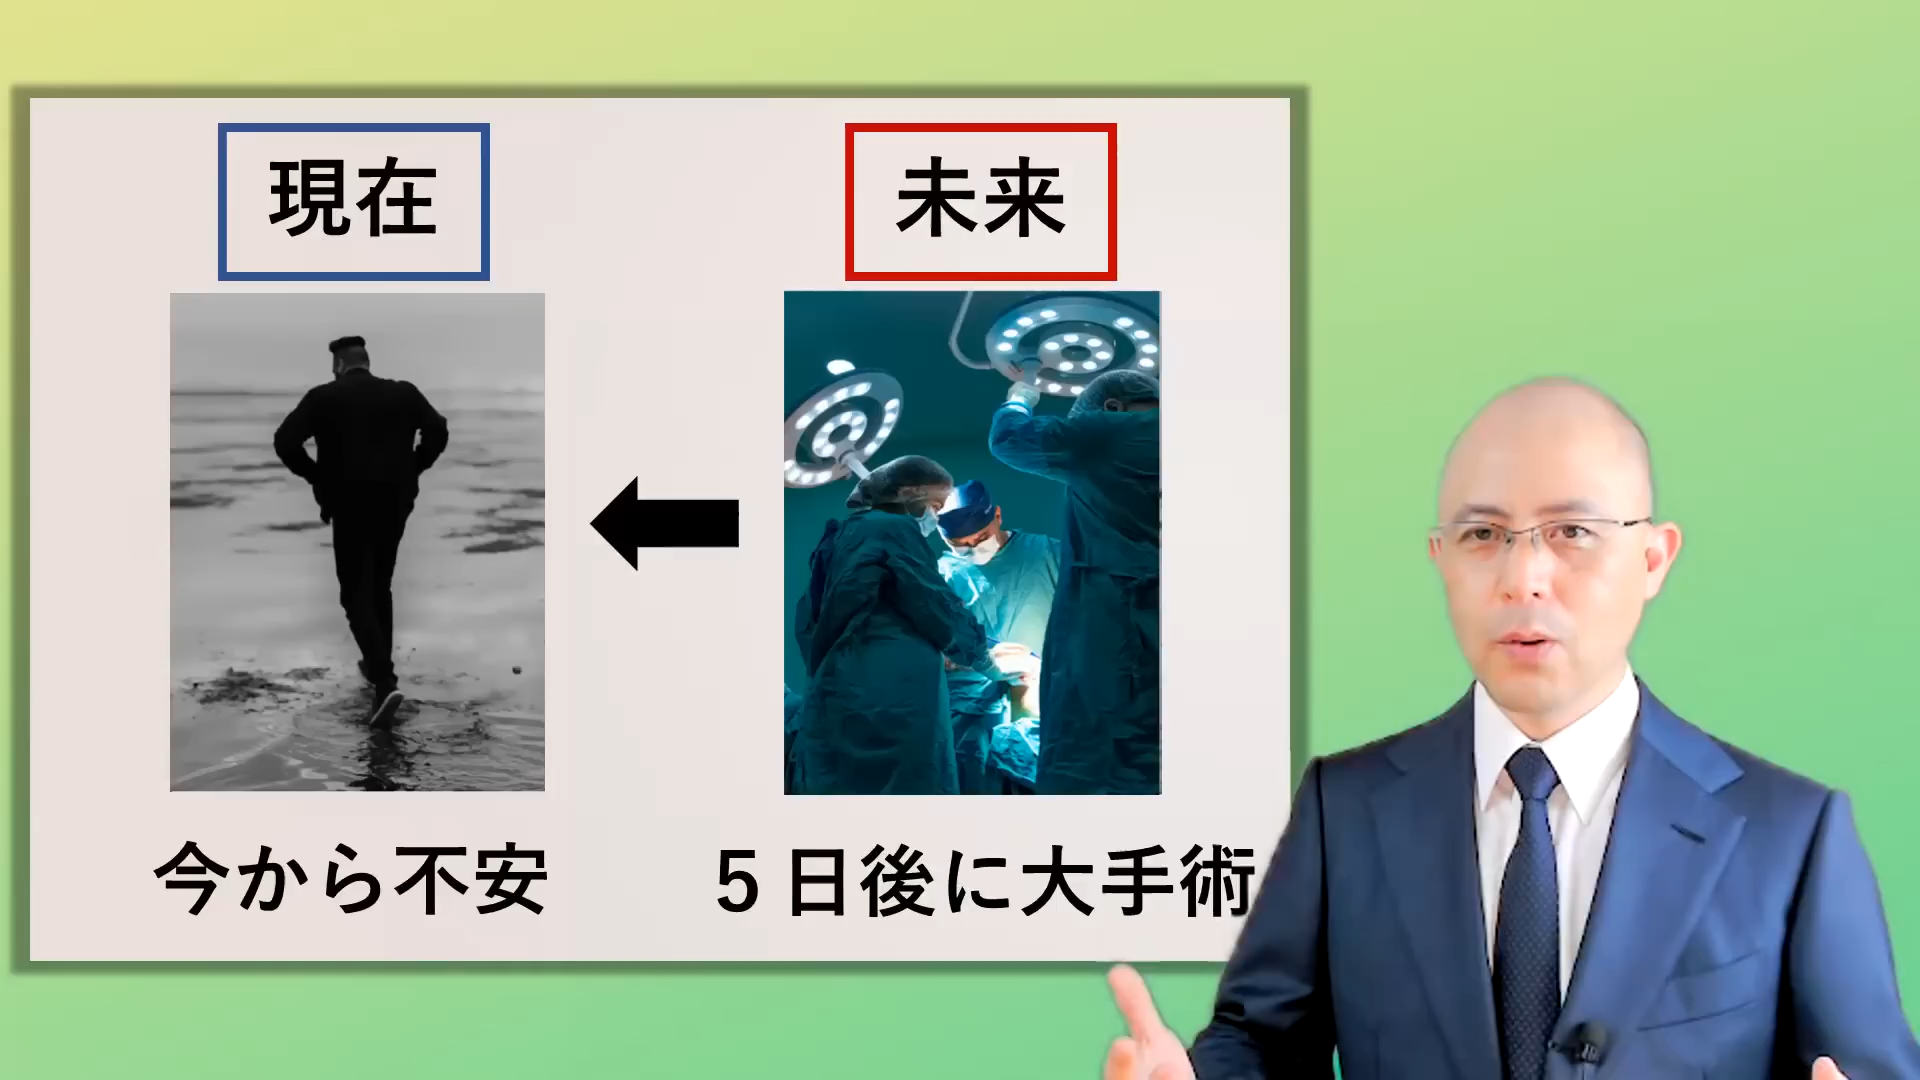 現在
未来
今から不安
５日後に大手術